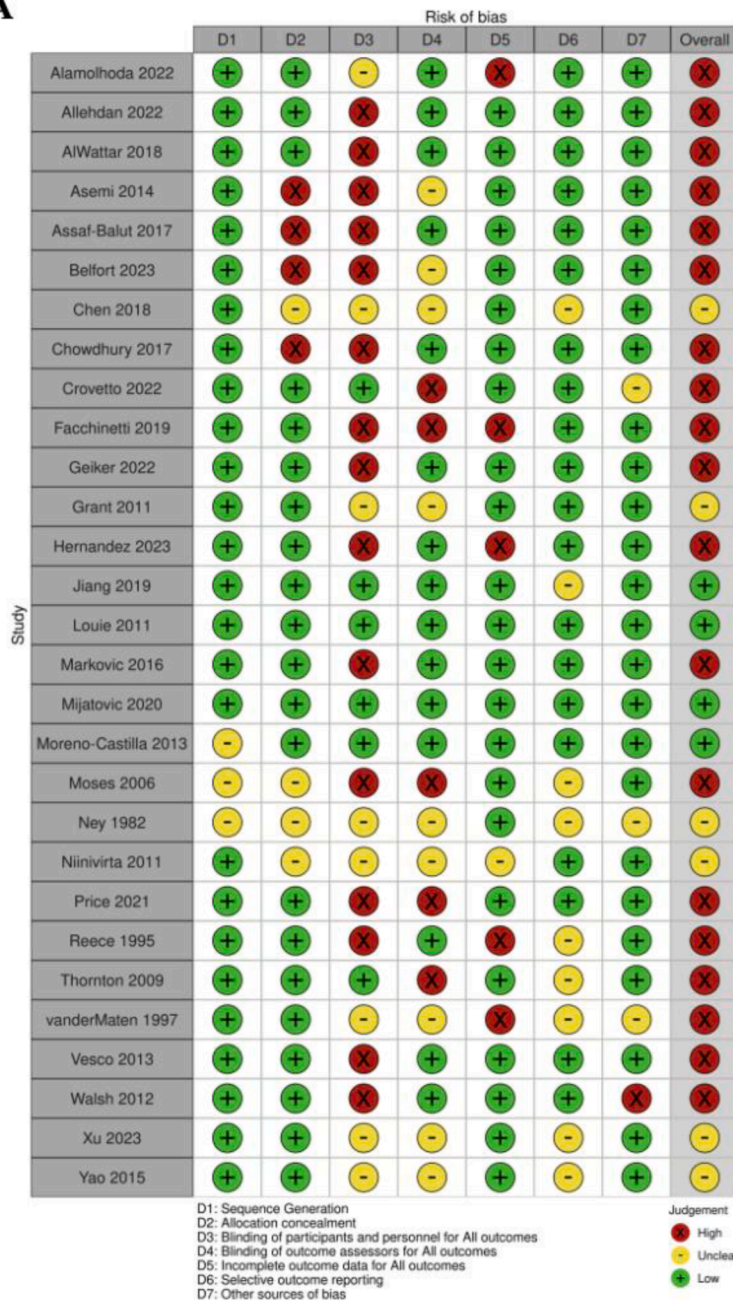 A
Risk of bias
D1 D2 D3 D4 D5 D6 D7 Overall
Study
Alamolhoda 2022 + + - + X + + X
Allehdan 2022 + + X + + + + X
AlWattar 2018 + + X + + + + X
Asemi 2014 + X X - + + + X
Assaf-Balut 2017 + X X + + + + X
Belfort 2023 + X X - + + + X
Chen 2018 + - - - + - + -
Chowdhury 2017 + X X + + + + X
Crovetto 2022 + + + X + + - X
Facchinetti 2019 + + X X X + + X
Geiker 2022 + + X + + + + X
Grant 2011 + + - - + + + -
Hernandez 2023 + + X + X + + X
Jiang 2019 + + + + + - + +
Louie 2011 + + + + + + + +
Markovic 2016 + + X + + + + X
Mijatovic 2020 + + + + + + + +
Moreno-Castilla 2013 - + + + + + + +
Moses 2006 - - X X + - + X
Ney 1982 - - - - + - - -
Niinivirta 2011 + - - - - + + -
Price 2021 + + X X + + + X
Reece 1995 + + X + X - + X
Thornton 2009 + + + X + - + X
vanderMaten 1997 + + - - X - - X
Vesco 2013 + + X + + + + X
Walsh 2012 + + X + + + X X
Xu 2023 + + - - + - + -
Yao 2015 + + - - + - + -
D1: Sequence Generation
D2: Allocation concealment
D3: Blinding of participants and personnel for All outcomes
D4: Blinding of outcome assessors for All outcomes
D5: Incomplete outcome data for All outcomes
D6: Selective outcome reporting
D7: Other sources of bias
Judgement
X High
- Unclea
+ Low